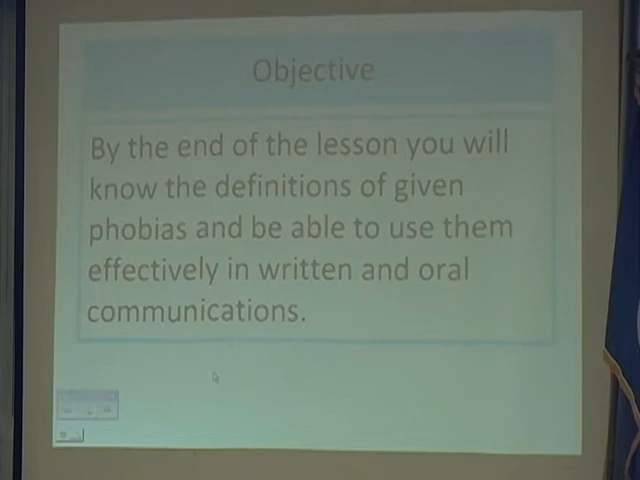 Objective
By the end of the lesson you will
know the definitions of given
phobias and be able to use them
effectively in written and oral
communications.